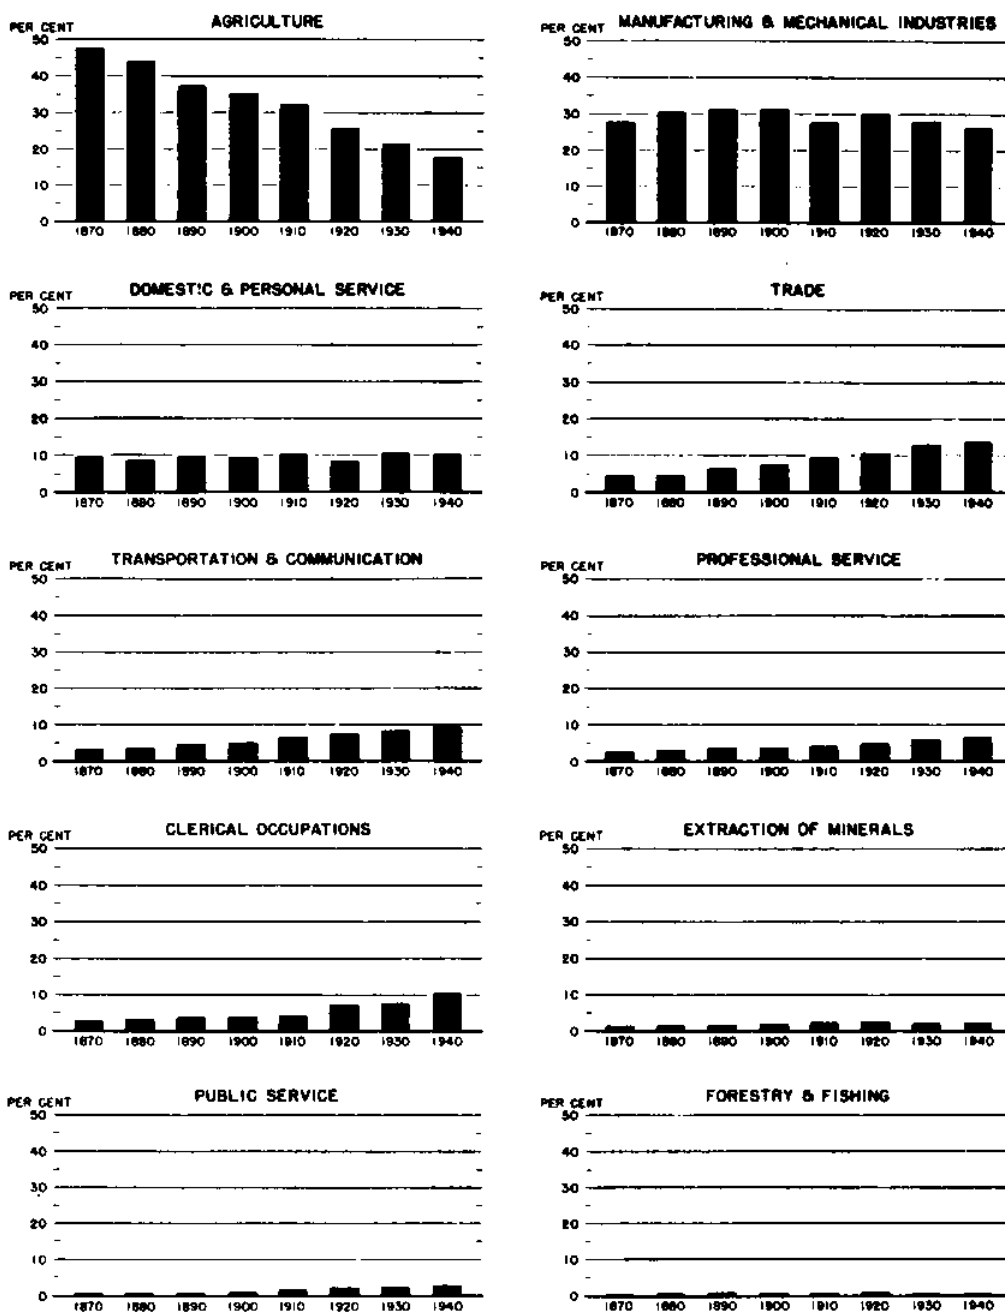 AGRICULTURE
PER CENT
50
40
30
20
10
0
1870 1880 1890 1900 1910 1920 1930 1940
MANUFACTURING & MECHANICAL INDUSTRIES
PER CENT
50
40
30
20
10
0
1870 1880 1890 1900 1910 1920 1930 1940
DOMESTIC & PERSONAL SERVICE
PER CENT
50
40
30
20
10
0
1870 1880 1890 1900 1910 1920 1930 1940
TRADE
PER CENT
50
40
30
20
10
0
1870 1880 1890 1900 1910 1920 1930 1940
TRANSPORTATION & COMMUNICATION
PER CENT
50
40
30
20
10
0
1870 1880 1890 1900 1910 1920 1930 1940
PROFESSIONAL SERVICE
PER CENT
50
40
30
20
10
0
1870 1880 1890 1900 1910 1920 1930 1940
CLERICAL OCCUPATIONS
PER CENT
50
40
30
20
10
0
1870 1880 1890 1900 1910 1920 1930 1940
EXTRACTION OF MINERALS
PER CENT
50
40
30
20
10
0
1870 1880 1890 1900 1910 1920 1930 1940
PUBLIC SERVICE
PER CENT
50
40
30
20
10
0
1870 1880 1890 1900 1910 1920 1930 1940
FORESTRY & FISHING
PER CENT
50
40
30
20
10
0
1870 1880 1890 1900 1910 1920 1930 1940